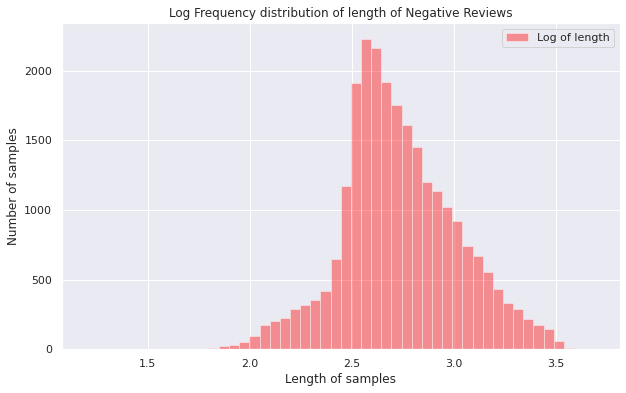 Log Frequency distribution of length of Negative Reviews
Log of length
Number of samples
2000
1500
1000
500
0
1.5 2.0 2.5 3.0 3.5
Length of samples